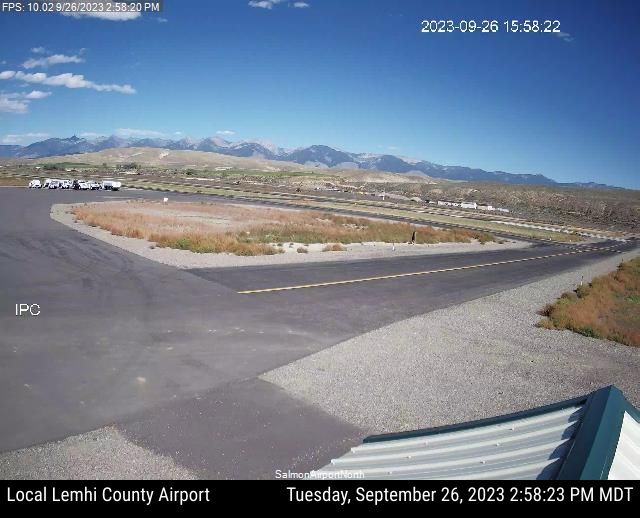 FPS: 10.02 9/26/2023 2:58:20 PM
2023-09-26 15:58:22
IPC
SalmonAirportNorth
Local Lemhi County Airport Tuesday, September 26, 2023 2:58:23 PM MDT